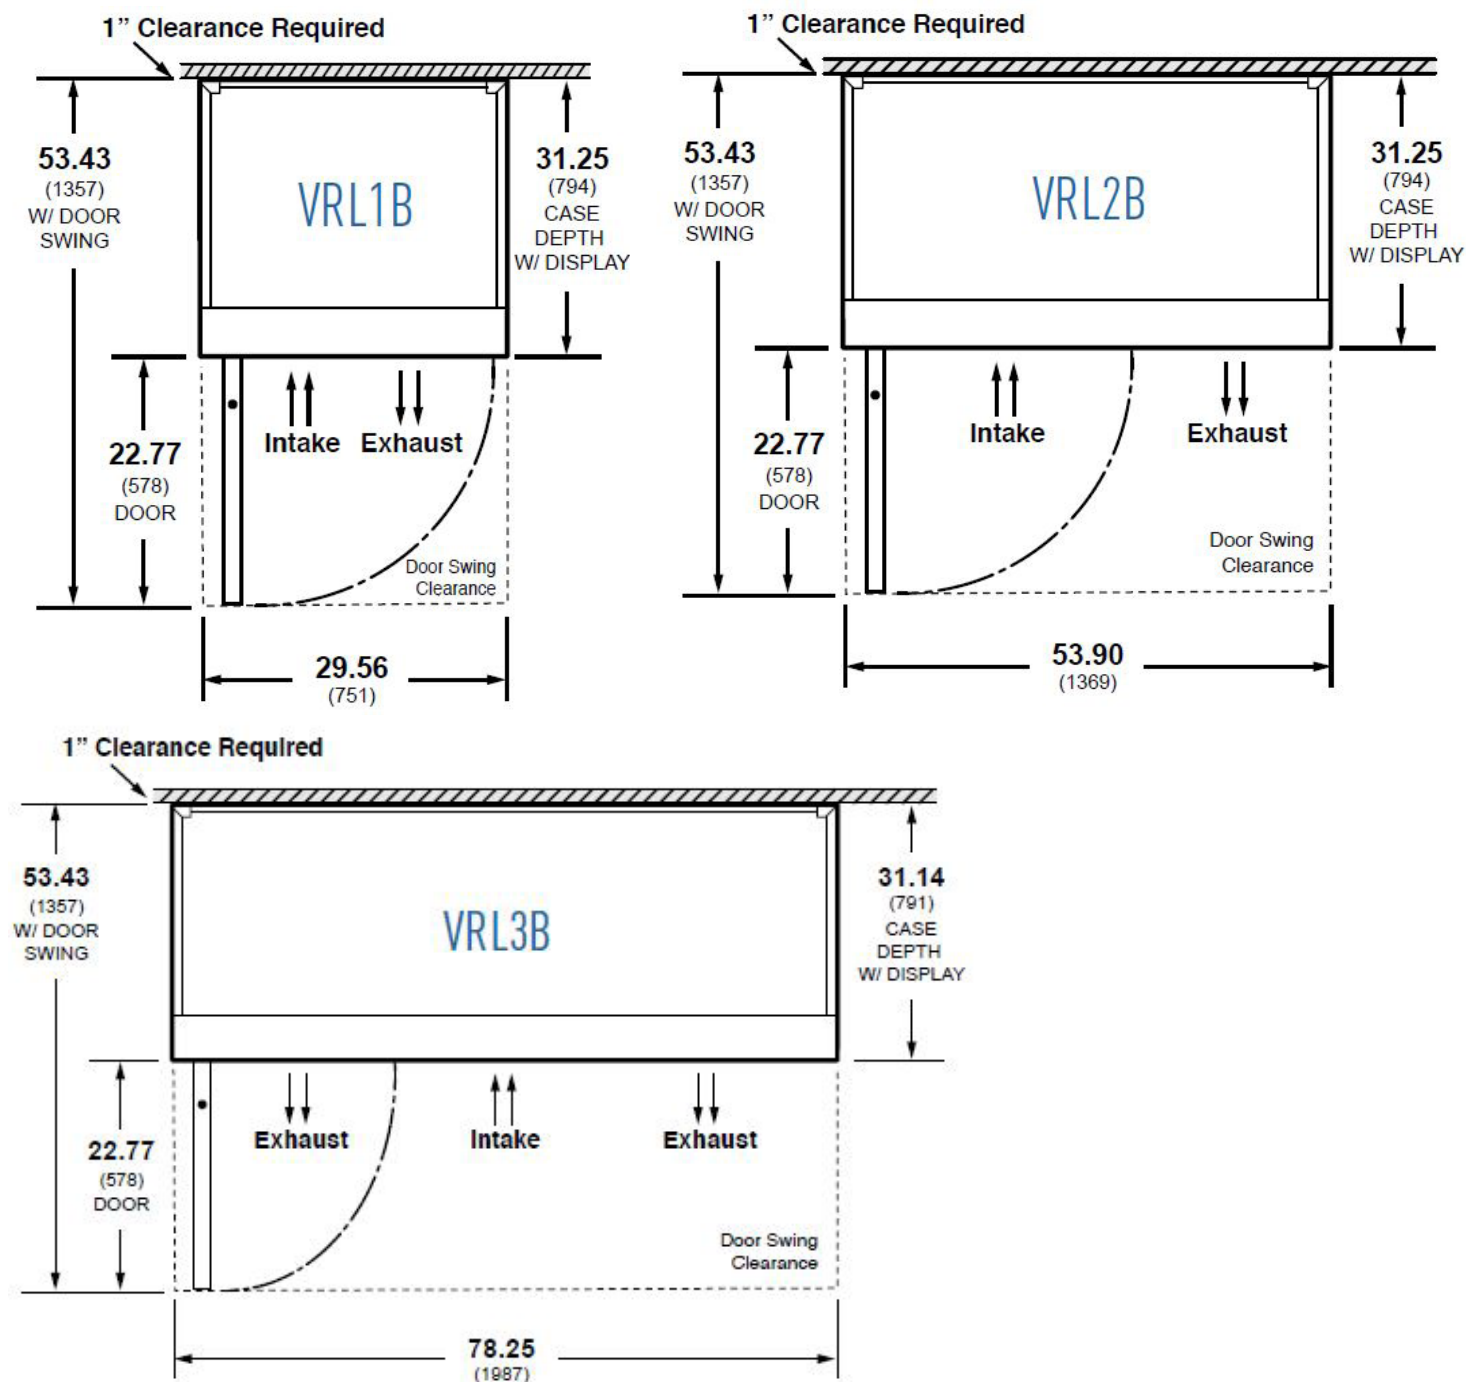 1” Clearance Required
53.43
(1357)
W/ DOOR
SWING
VRL1B
31.25
(794)
CASE
DEPTH
W/ DISPLAY
22.77
(578)
DOOR
Intake
Exhaust
Door Swing
Clearance
29.56
(751)
1” Clearance Required
53.43
(1357)
W/ DOOR
SWING
VRL2B
31.25
(794)
CASE
DEPTH
W/ DISPLAY
22.77
(578)
DOOR
Intake
Exhaust
Door Swing
Clearance
53.90
(1369)
1” Clearance Required
53.43
(1357)
W/ DOOR
SWING
VRL3B
31.14
(791)
CASE
DEPTH
W/ DISPLAY
22.77
(578)
DOOR
Exhaust
Intake
Exhaust
Door Swing
Clearance
78.25
(1987)